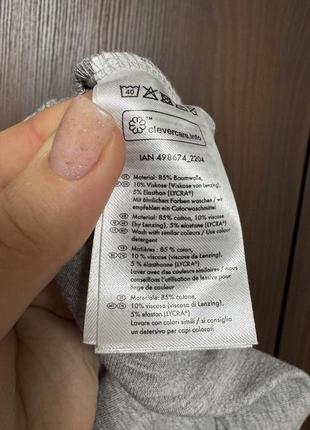 40
™
clevercare.info
IAN 498674_2204
Material: 85% Baumwolle,
10% Viskose (Viskose von Lenzing),
5% Elasthan (LYCRA®)
Mit ähnlichen Farben waschen / wir
empfehlen ein Colorwaschmittel
Material: 85% cotton, 10% viscose
(by Lenzing), 5% elastane (LYCRA®)
Wash with similar colours / Use colour
detergent
Matières : 85% coton,
10% viscose (viscose de Lenzing),
5% élasthanne (LYCRA®)
Laver avec des couleurs similaires / Nous
conseillons l'utilisation de lessive pour
linge de couleur
Materiale: 85% cotone,
10% viscosa (viscosa di Lenzing),
5% elastan (LYCRA®)
Lavare con colori simili / si consiglia
un detersivo per capi colorati